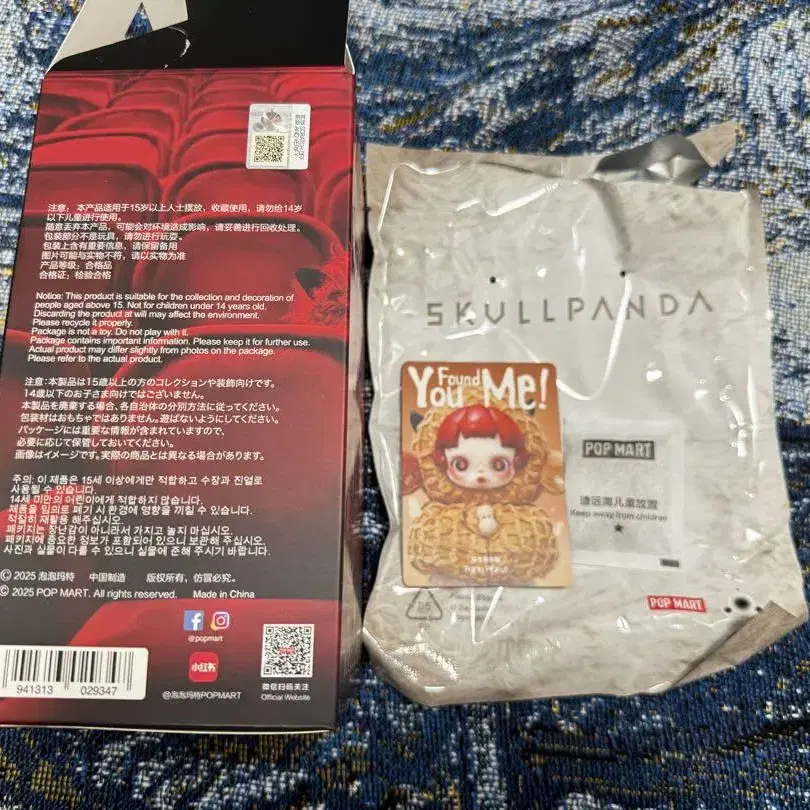 注意： 本产品适用于15岁以上人士摆放，收藏使用，请勿给14岁
以下儿童进行使用。
随意丢弃本产品，可能会对环境造成影响，请妥善进行回收处理。
包装部分不是玩具，请勿进行玩耍。
包装上含有重要信息，请保留备用
图片可能与实物不符，请以实物为准
产品等级：合格品
合格证：检验合格
Notice: This product is suitable for the collection and decoration of
people aged above 15. Not for children under 14 years old.
Discarding the product at will may affect the environment.
Please recycle it properly.
Package is not a toy. Do not play with it.
Package contains important information. Please keep it for further use.
Actual product may differ slightly from photos on the package.
Please refer to the actual product.
注意：本製品は15歳以上の方のコレクションや装飾向けです。
14歳以下のお子さま向けではございません。
本製品を廃棄する場合、各自治体の分別方法に従ってください。
包装材はおもちゃではありません。遊ばないようにしてください。
パッケージには重要な情報が含まれていますので、
必要に応じて保管しておいてください。
画像はイメージです。実際の商品とは異なる場合があります。
주의: 이 제품은 15세 이상에게만 적합하고 소장과 진열로
사용될 수 있습니다.
14세 미만의 어린이에게 적합하지 않습니다.
제품을 임의로 폐기 시 환경에 영향을 끼칠 수 있습니다.
적절히 재활용 해주십시오.
패키지는 장난감이 아니라서 가지고 놀지 마십시오.
패키지에 중요한 정보가 포함되어 있으니 보관해 주십시오.
사진과 실물이 다를 수 있으니 실물에 준해 주시기 바랍니다.
© 2025 泡泡玛特 中国制造 版权所有，仿冒必究。
© 2025 POP MART. All rights reserved. Made in China
@popmart
小红书
@泡泡玛特POPMART
微信扫码关注
Official Website
941313 029347
SKULLPANDA
You Found Me!
POP MART
请远离儿童放置
Keep away from children
05
POP MART